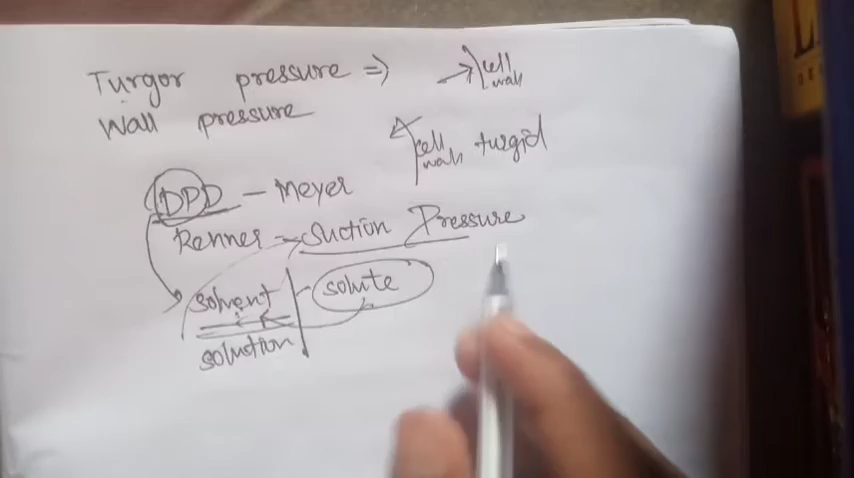 Turgor pressure ⇒ → cell wall
Wall pressure
cell wall turgid
DPD - Meyer
Renner - Suction Pressure
solvent | solute
solution